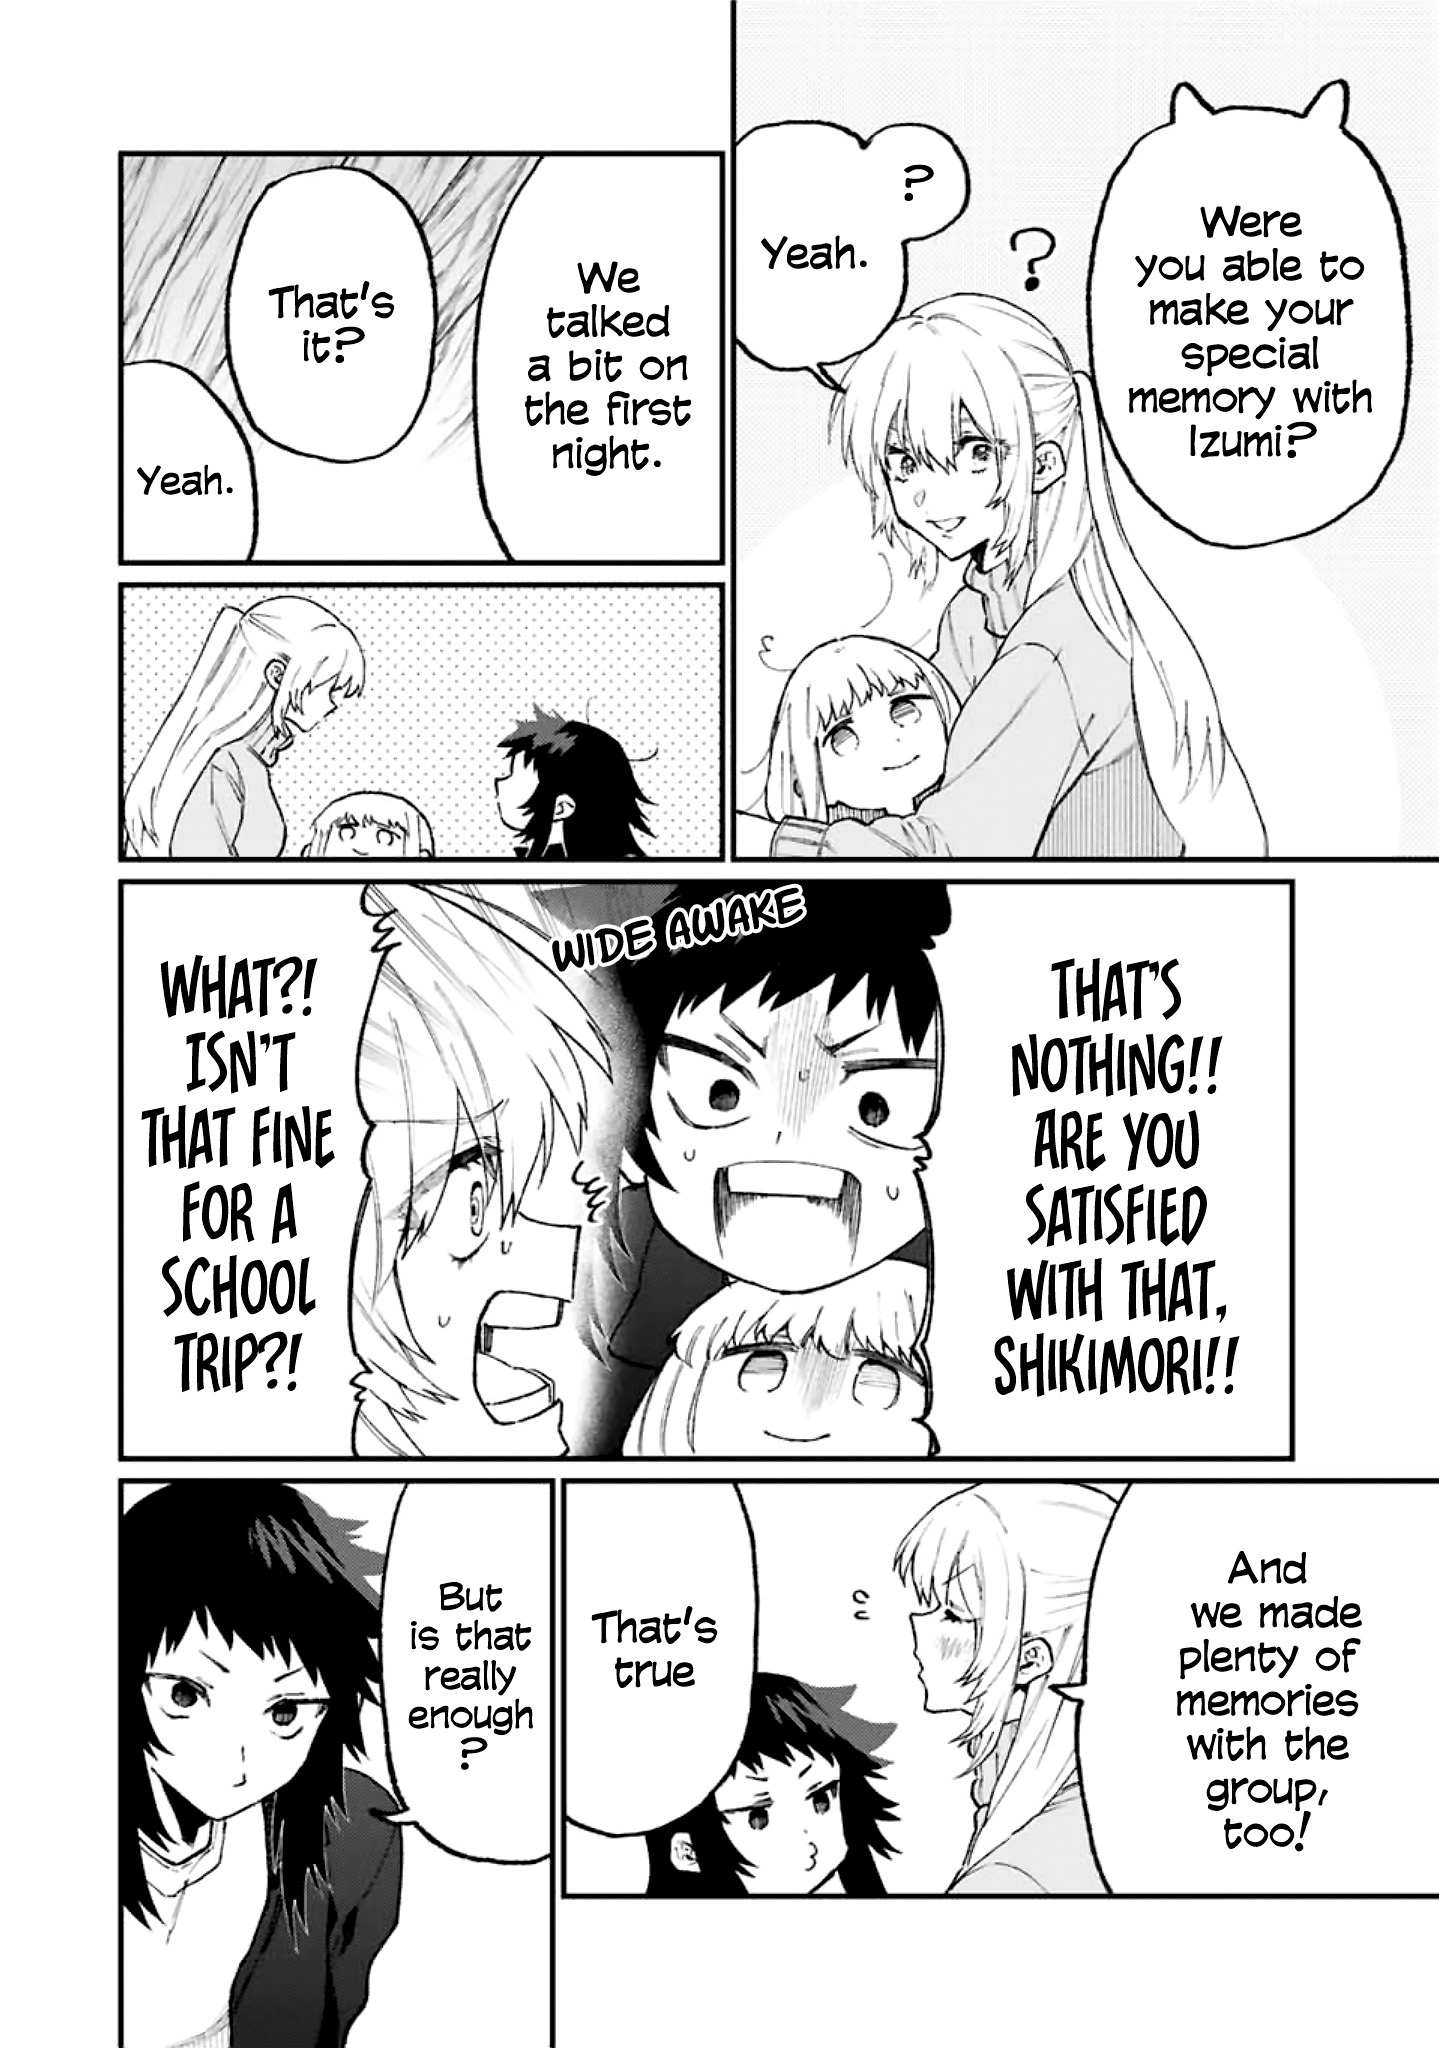 Were
you able to
make your
special
memory with
Izumi?
?
?
Yeah.
We
talked
a bit on
the first
night.
That's
it?
Yeah.
THAT'S
NOTHING!!
ARE YOU
SATISFIED
WITH THAT,
SHIKIMORI!!
WIDE AWAKE
WHAT?!
ISN'T
THAT FINE
FOR A
SCHOOL
TRIP?!
And
we made
plenty of
memories
with the
group,
too!
That's
true
But
is that
really
enough
?